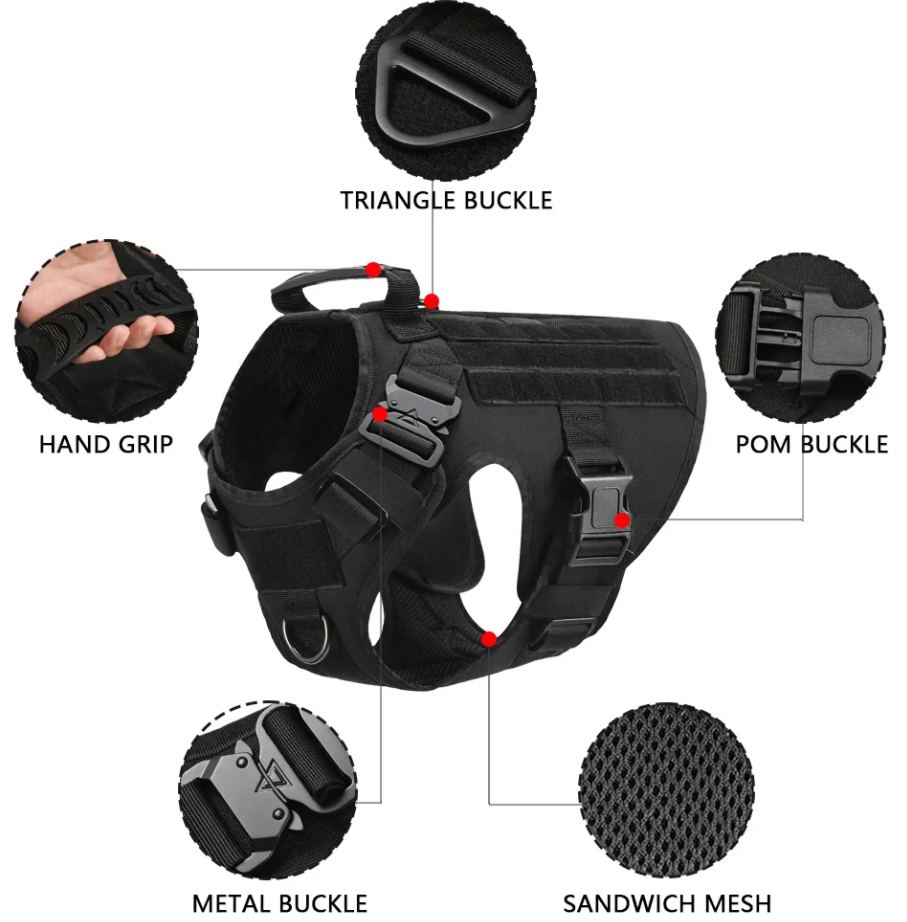 TRIANGLE BUCKLE
HAND GRIP
POM BUCKLE
METAL BUCKLE
SANDWICH MESH